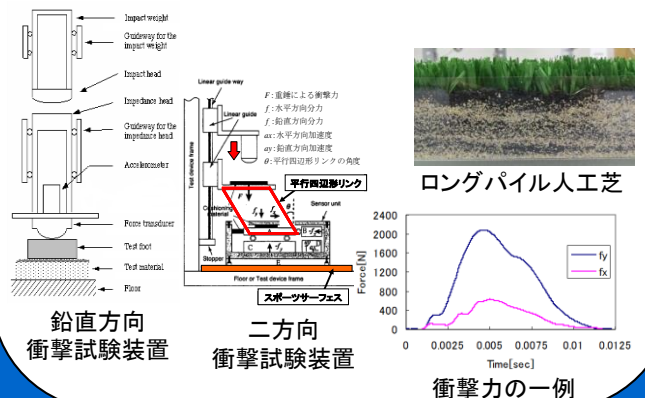 Impact weight
Guideway for the
impact weight
Impact head
Impedance head
Guideway for the
impedance head
Accelerometer
Force transducer
Test foot
Test material
Floor
鉛直方向
衝撃試験装置
Linear guide way
Linear guide
Test device frame
F:重錘による衝撃力
f:水平方向分力
f:鉛直方向分力
ax:水平方向加速度
ay:鉛直方向加速度
θ:平行四辺形リンクの角度
平行四辺形リンク
F
θ
Cushioning
material
Sensor unit
A
B
C
E
Stopper
Floor or Test device frame
スポーツサーフェス
二方向
衝撃試験装置
ロングパイル人工芝
Force[N]
2400
2000
1600
1200
800
400
0
fy
fx
0 0.0025 0.005 0.0075 0.01 0.0125
Time[sec]
衝撃力の一例